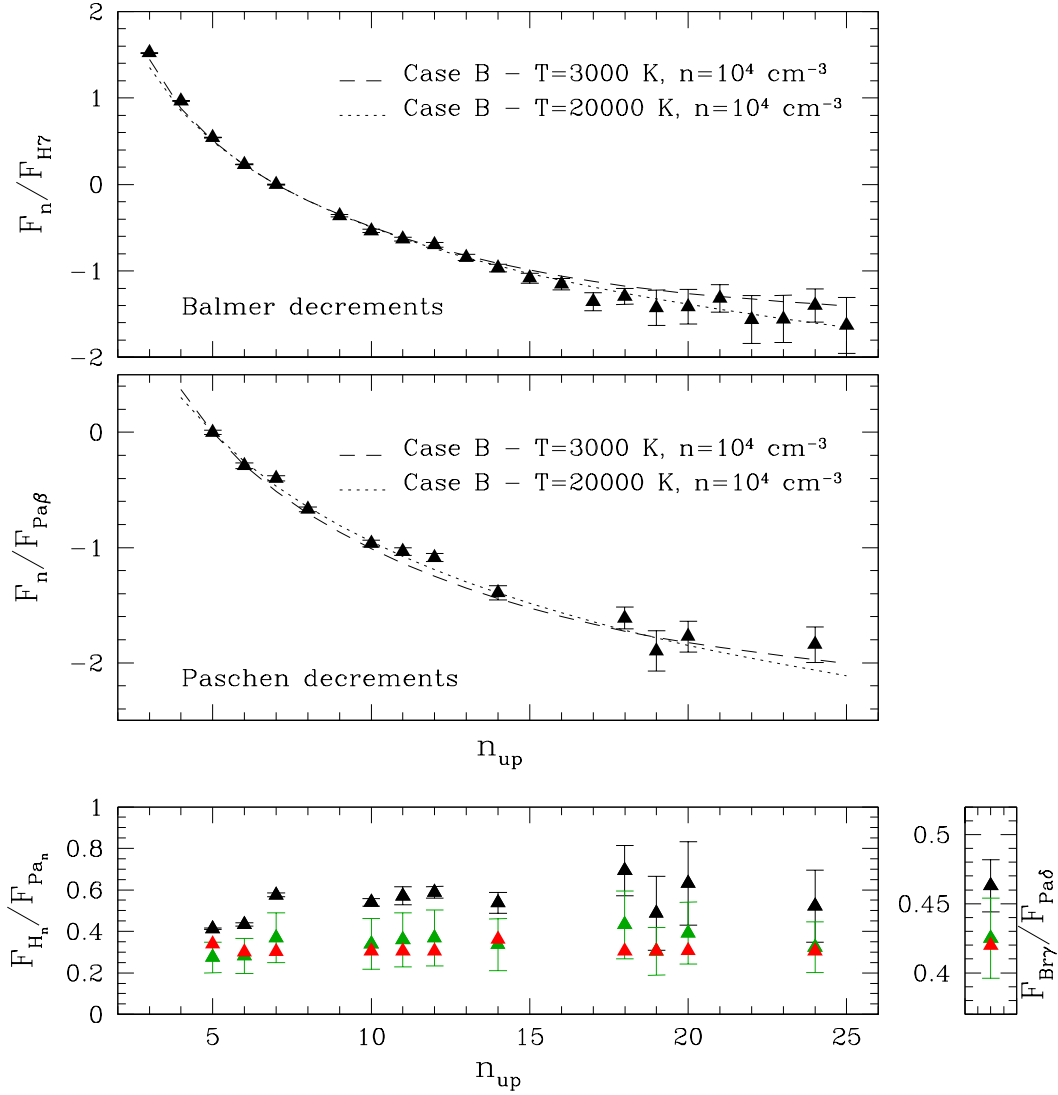 2
1
0
−1
−2
F_n/F_H7
Case B − T=3000 K, n=10⁴ cm⁻³
Case B − T=20000 K, n=10⁴ cm⁻³
Balmer decrements
0
−1
−2
F_n/F_Paβ
Case B − T=3000 K, n=10⁴ cm⁻³
Case B − T=20000 K, n=10⁴ cm⁻³
Paschen decrements
n_up
1
0.8
0.6
0.4
0.2
0
F_H_n/F_Pa_n
5 10 15 20 25
n_up
0.5
0.45
0.4
F_Brγ/F_Paδ